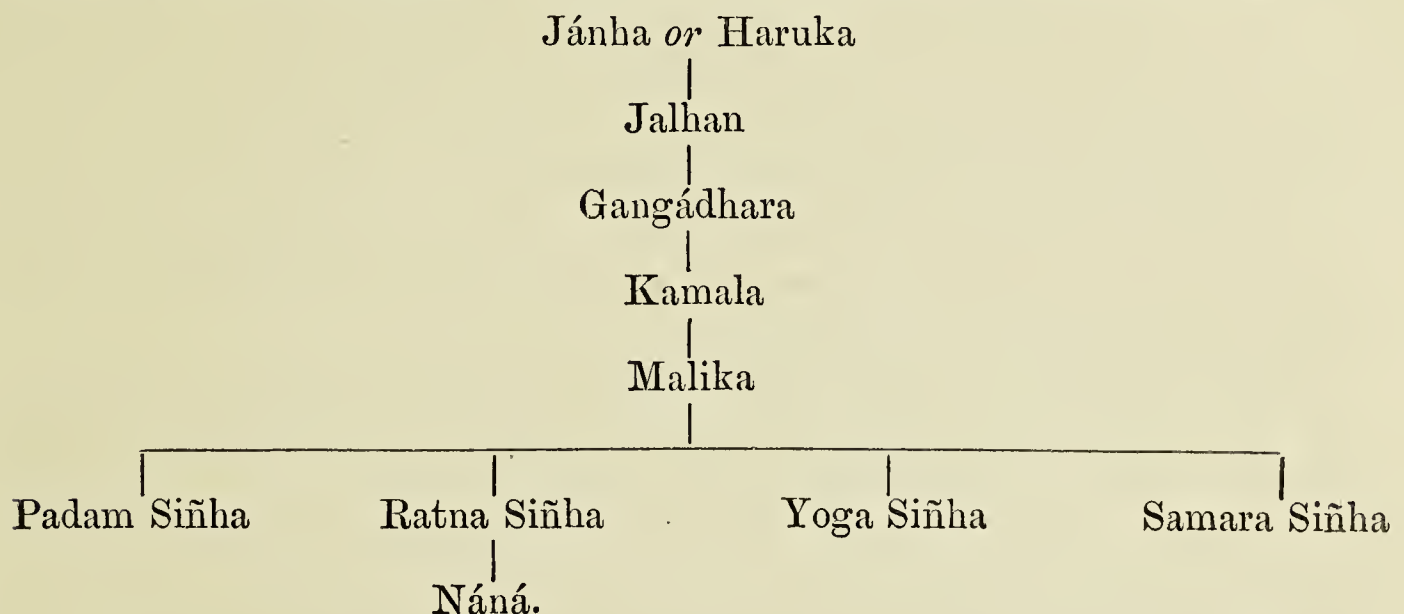 Jánha or Haruka
Jalhan
Gangádhara
Kamala
Malika
Padam Siñha Ratna Siñha Yoga Siñha Samara Siñha
Náná.